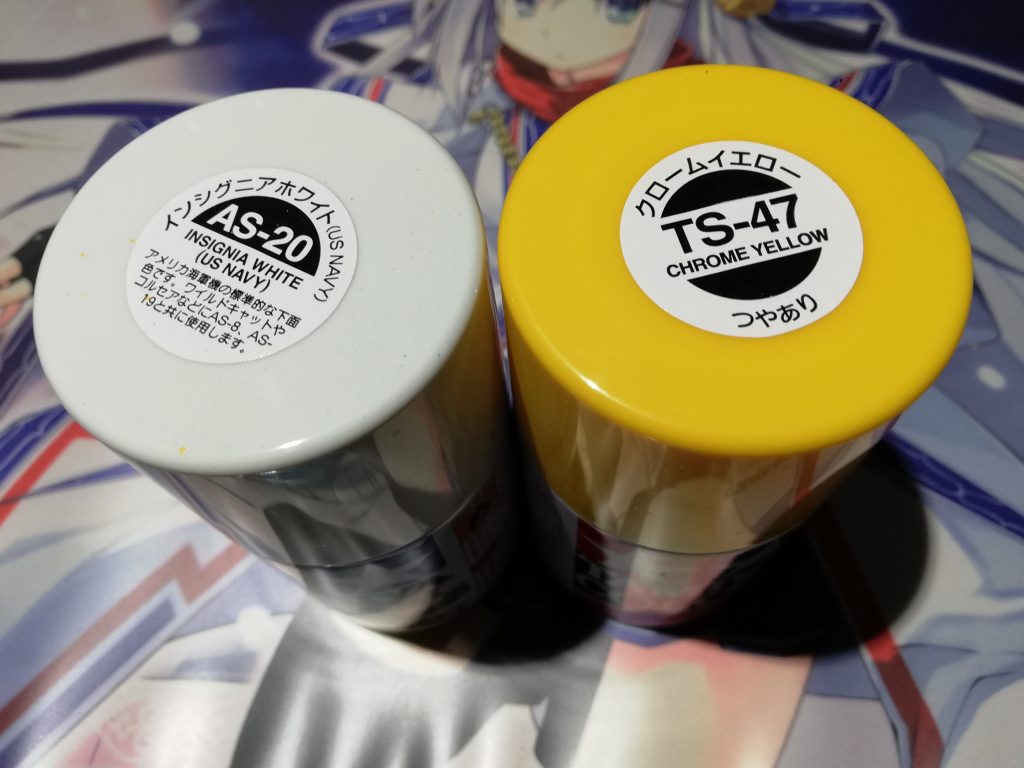 インシグニアホワイト(US NAVY)
AS-20
INSIGNIA WHITE
(US NAVY)
アメリカ海軍機の標準的な下面
色です。ワイルドキャットや
コルセアなどにAS-8、AS-
19と共に使用します。
クロームイエロー
TS-47
CHROME YELLOW
つやあり